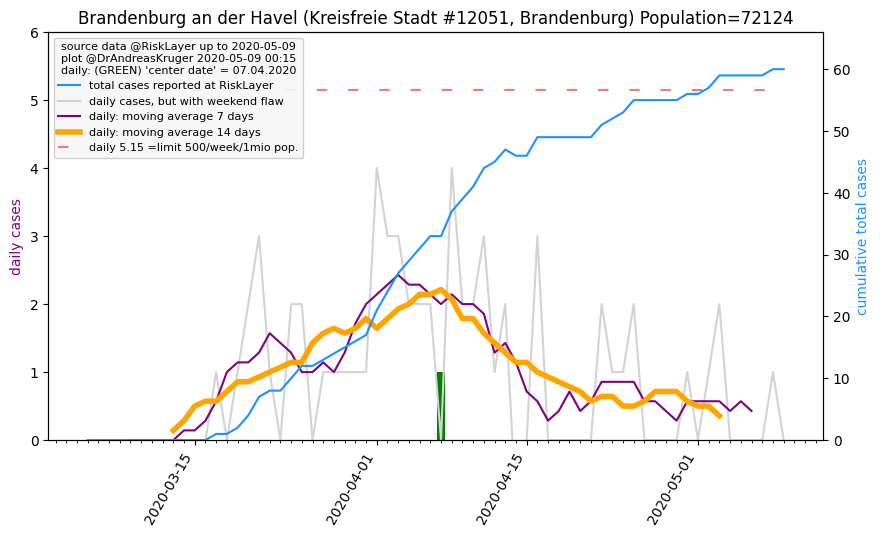 Brandenburg an der Havel (Kreisfreie Stadt #12051, Brandenburg) Population=72124
source data @RiskLayer up to 2020-05-09
plot @DrAndreasKruger 2020-05-09 00:15
daily: (GREEN) 'center date' = 07.04.2020
total cases reported at RiskLayer
daily cases, but with weekend flaw
daily: moving average 7 days
daily: moving average 14 days
daily 5.15 =limit 500/week/1mio pop.
daily cases
6
5
4
3
2
1
0
cumulative total cases
60
50
40
30
20
10
0
2020-03-15
2020-04-01
2020-04-15
2020-05-01